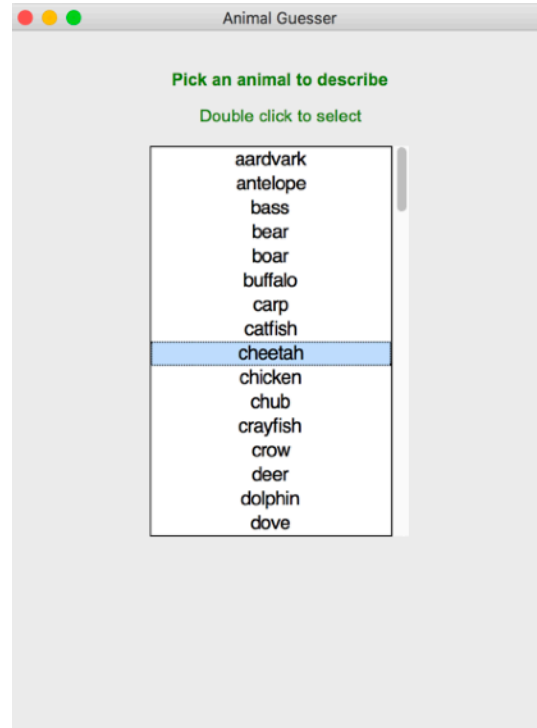 Animal Guesser
Pick an animal to describe
Double click to select
aardvark
antelope
bass
bear
boar
buffalo
carp
catfish
cheetah
chicken
chub
crayfish
crow
deer
dolphin
dove